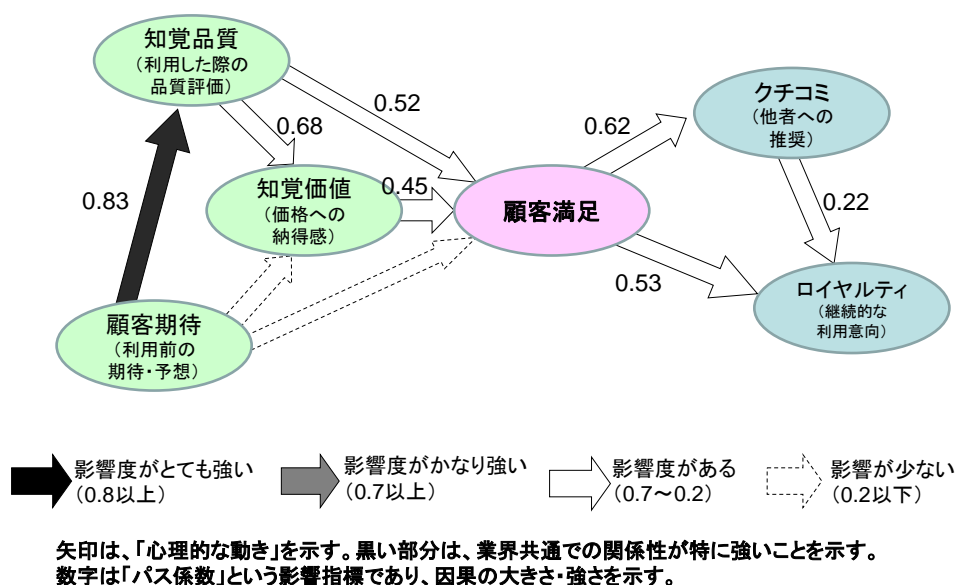 知覚品質
(利用した際の
品質評価)
0.52
クチコミ
(他者への
推奨)
0.62
0.68
0.83
知覚価値
(価格への
納得感)
0.45
顧客満足
0.22
0.53
ロイヤルティ
(継続的な
利用意向)
顧客期待
(利用前の
期待・予想)
影響度がとても強い
(0.8以上)
影響度がかなり強い
(0.7以上)
影響度がある
(0.7～0.2)
影響が少ない
(0.2以下)
矢印は、「心理的な動き」を示す。黒い部分は、業界共通での関係性が特に強いことを示す。
数字は「パス係数」という影響指標であり、因果の大きさ・強さを示す。